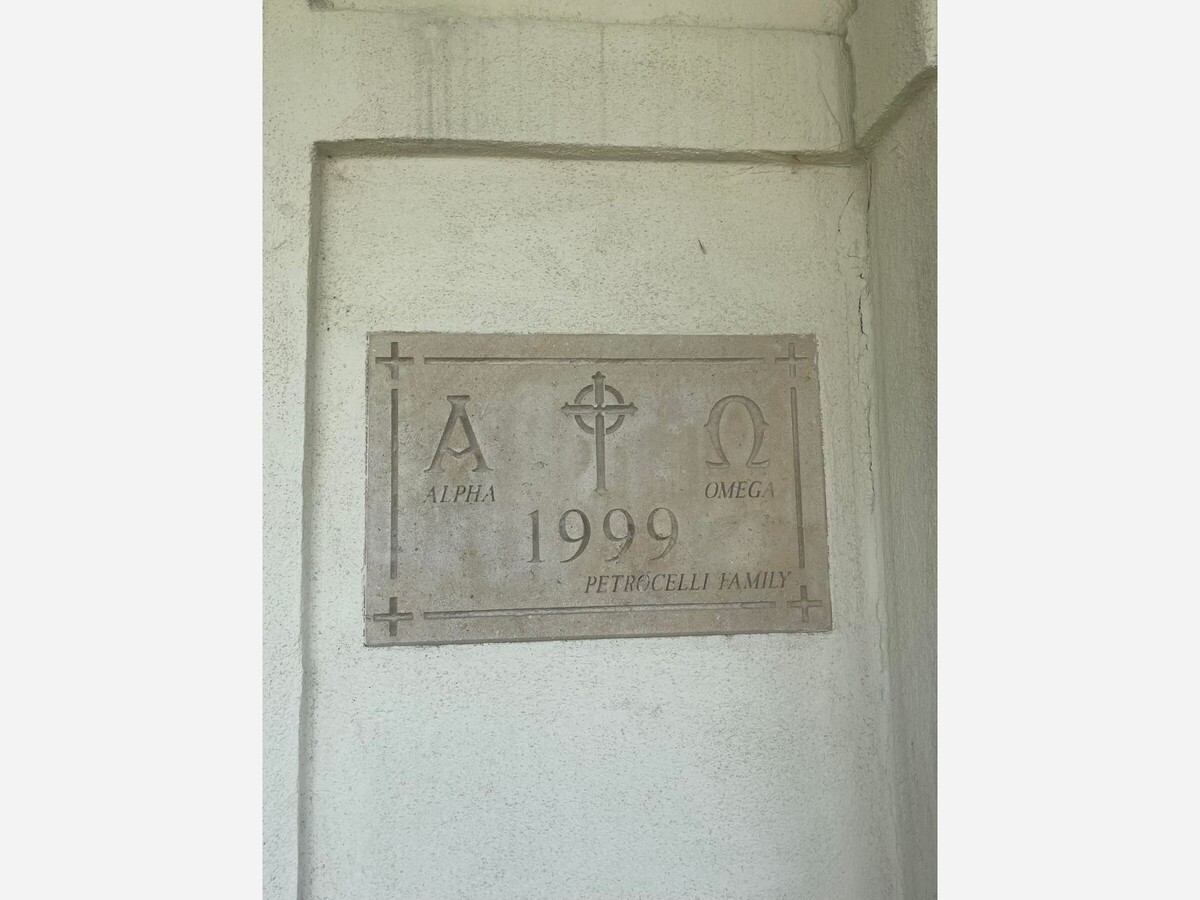 Α Ω
ALPHA OMEGA
1999
PETROCELLI FAMILY